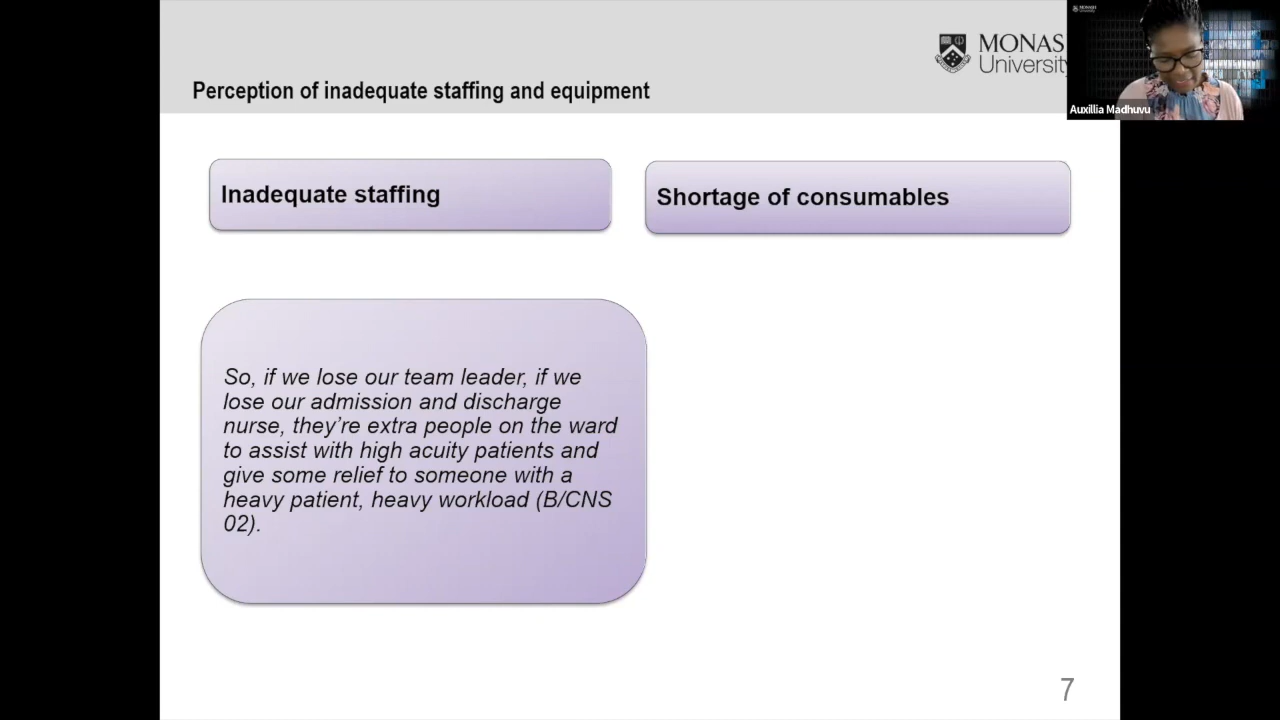 MONAS
University
Auxillia Madhuvu
Perception of inadequate staffing and equipment
Inadequate staffing
Shortage of consumables
So, if we lose our team leader, if we
lose our admission and discharge
nurse, they’re extra people on the ward
to assist with high acuity patients and
give some relief to someone with a
heavy patient, heavy workload (B/CNS
02).
7